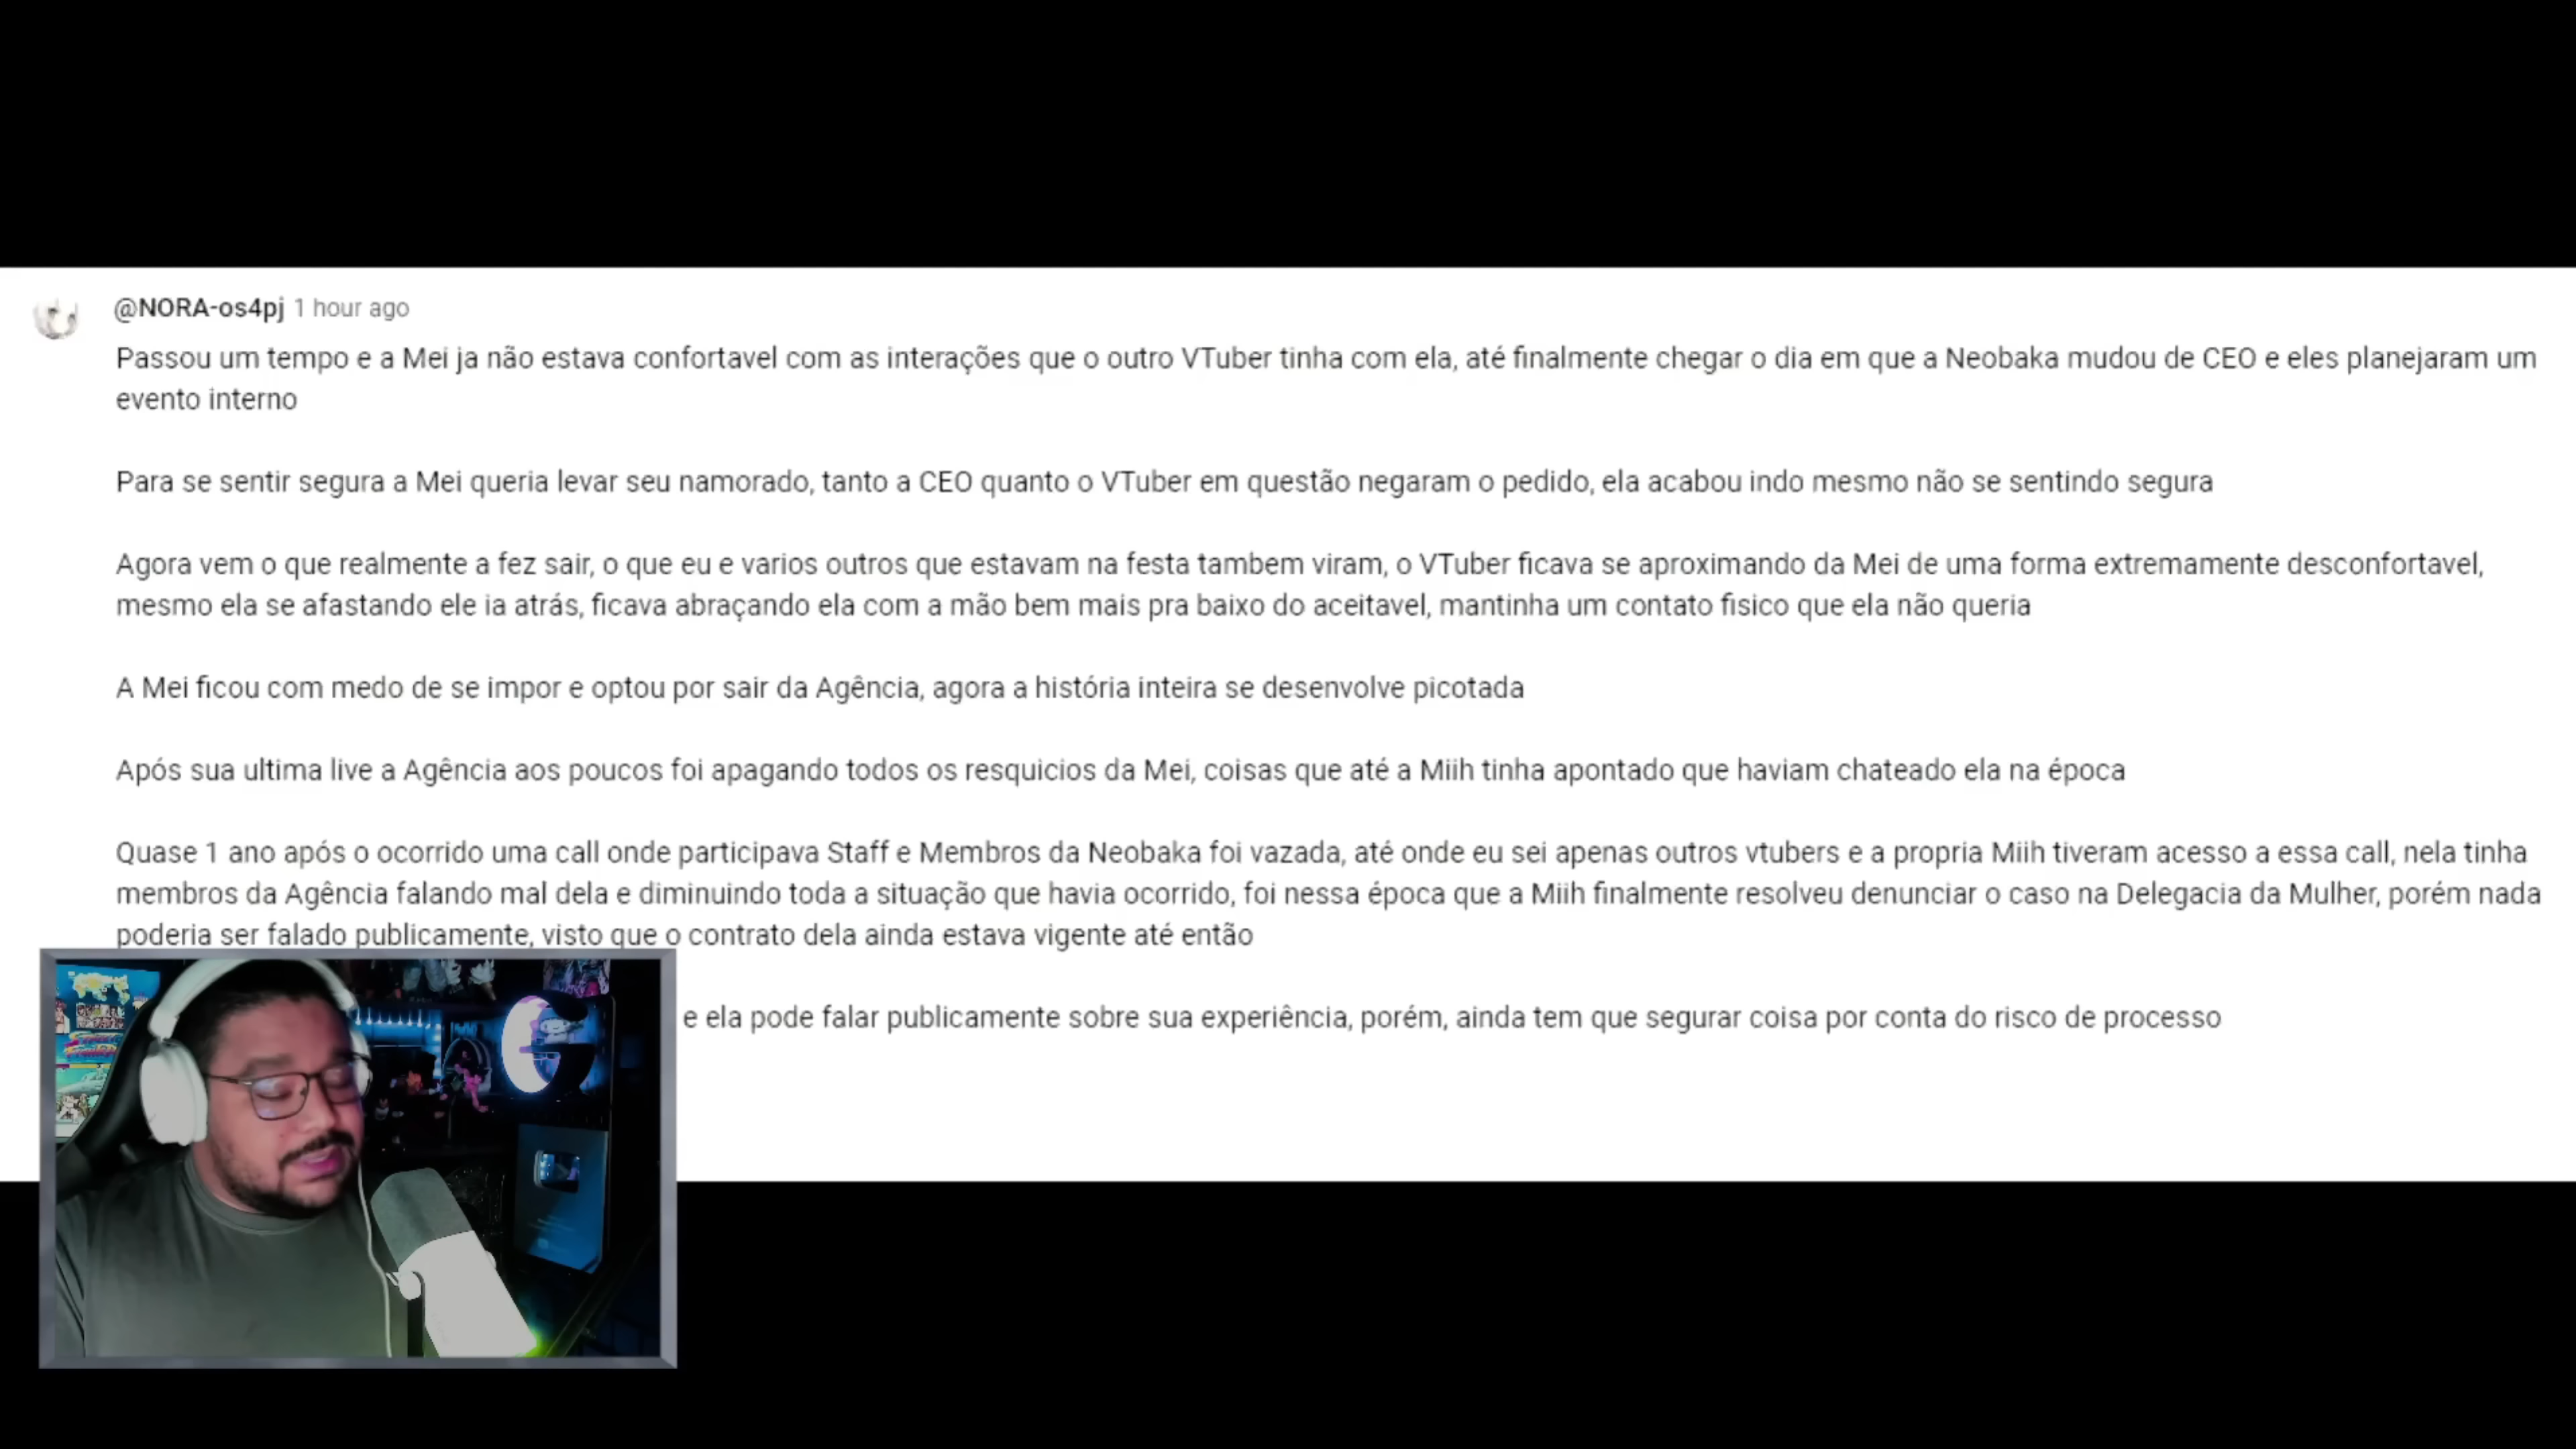 @NORA-os4pj 1 hour ago
Passou um tempo e a Mei ja não estava confortavel com as interações que o outro VTuber tinha com ela, até finalmente chegar o dia em que a Neobaka mudou de CEO e eles planejaram um
evento interno
Para se sentir segura a Mei queria levar seu namorado, tanto a CEO quanto o VTuber em questão negaram o pedido, ela acabou indo mesmo não se sentindo segura
Agora vem o que realmente a fez sair, o que eu e varios outros que estavam na festa tambem viram, o VTuber ficava se aproximando da Mei de uma forma extremamente desconfortavel,
mesmo ela se afastando ele ia atrás, ficava abraçando ela com a mão bem mais pra baixo do aceitavel, mantinha um contato fisico que ela não queria
A Mei ficou com medo de se impor e optou por sair da Agência, agora a história inteira se desenvolve picotada
Após sua ultima live a Agência aos poucos foi apagando todos os resquicios da Mei, coisas que até a Miih tinha apontado que haviam chateado ela na época
Quase 1 ano após o ocorrido uma call onde participava Staff e Membros da Neobaka foi vazada, até onde eu sei apenas outros vtubers e a propria Miih tiveram acesso a essa call, nela tinha
membros da Agência falando mal dela e diminuindo toda a situação que havia ocorrido, foi nessa época que a Miih finalmente resolveu denunciar o caso na Delegacia da Mulher, porém nada
poderia ser falado publicamente, visto que o contrato dela ainda estava vigente até então
e ela pode falar publicamente sobre sua experiência, porém, ainda tem que segurar coisa por conta do risco de processo